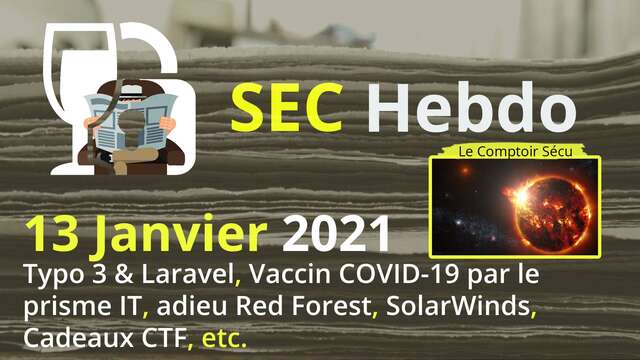 SEC Hebdo
Le Comptoir Sécu
13 Janvier 2021
Typo 3 & Laravel, Vaccin COVID-19 par le
prisme IT, adieu Red Forest, SolarWinds,
Cadeaux CTF, etc.